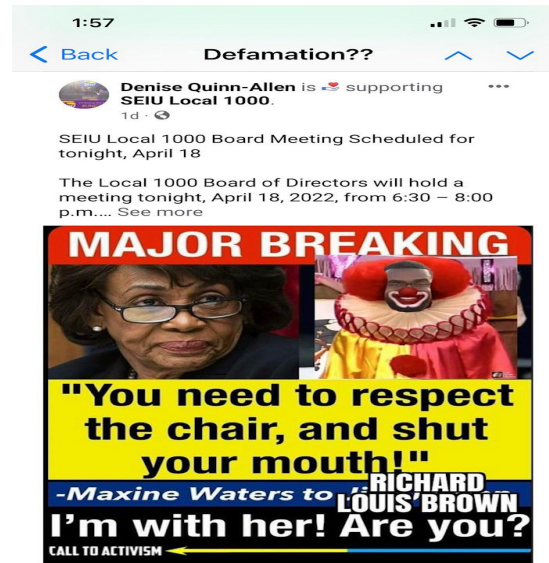 1:57
Back
Defamation??
Denise Quinn-Allen is supporting
SEIU Local 1000.
1d ·
SEIU Local 1000 Board Meeting Scheduled for
tonight, April 18
The Local 1000 Board of Directors will hold a
meeting tonight, April 18, 2022, from 6:30 – 8:00
p.m.... See more
MAJOR BREAKING
"You need to respect
the chair, and shut
your mouth!"
-Maxine Waters to
RICHARD
LOUIS BROWN
I'm with her! Are you?
CALL TO ACTIVISM